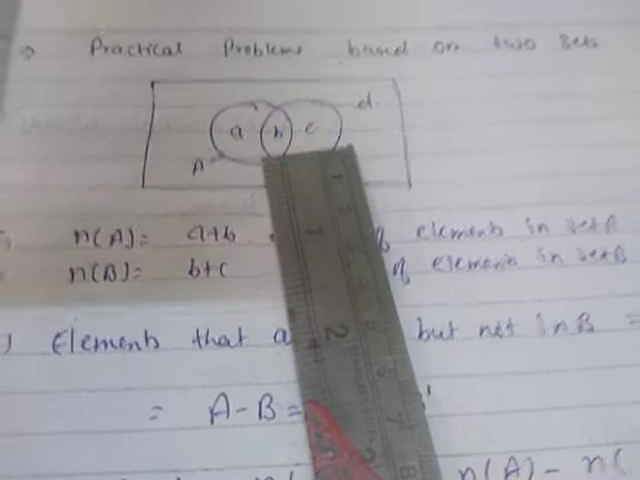 Practical Problems based on two sets
a b c d
A
n(A) = a+b elements in set A
n(B) = b+c elements in set B
Elements that a but not in B =
= A-B =
n(A) - n(